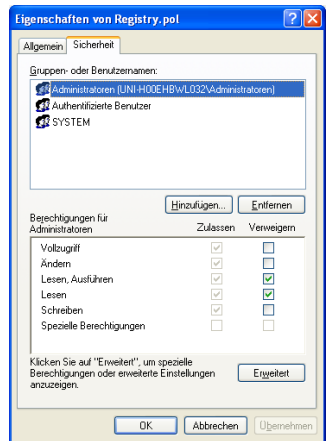 Eigenschaften von Registry.pol
Allgemein Sicherheit
Gruppen- oder Benutzernamen:
Administratoren (UNI-H00EHBWL032\Administratoren)
Authentifizierte Benutzer
SYSTEM
Hinzufügen... Entfernen
Berechtigungen für
Administratoren Zulassen Verweigern
Vollzugriff
Ändern
Lesen, Ausführen
Lesen
Schreiben
Spezielle Berechtigungen
Klicken Sie auf "Erweitert", um spezielle
Berechtigungen oder erweiterte Einstellungen
anzuzeigen.
Erweitert
OK Abbrechen Übernehmen